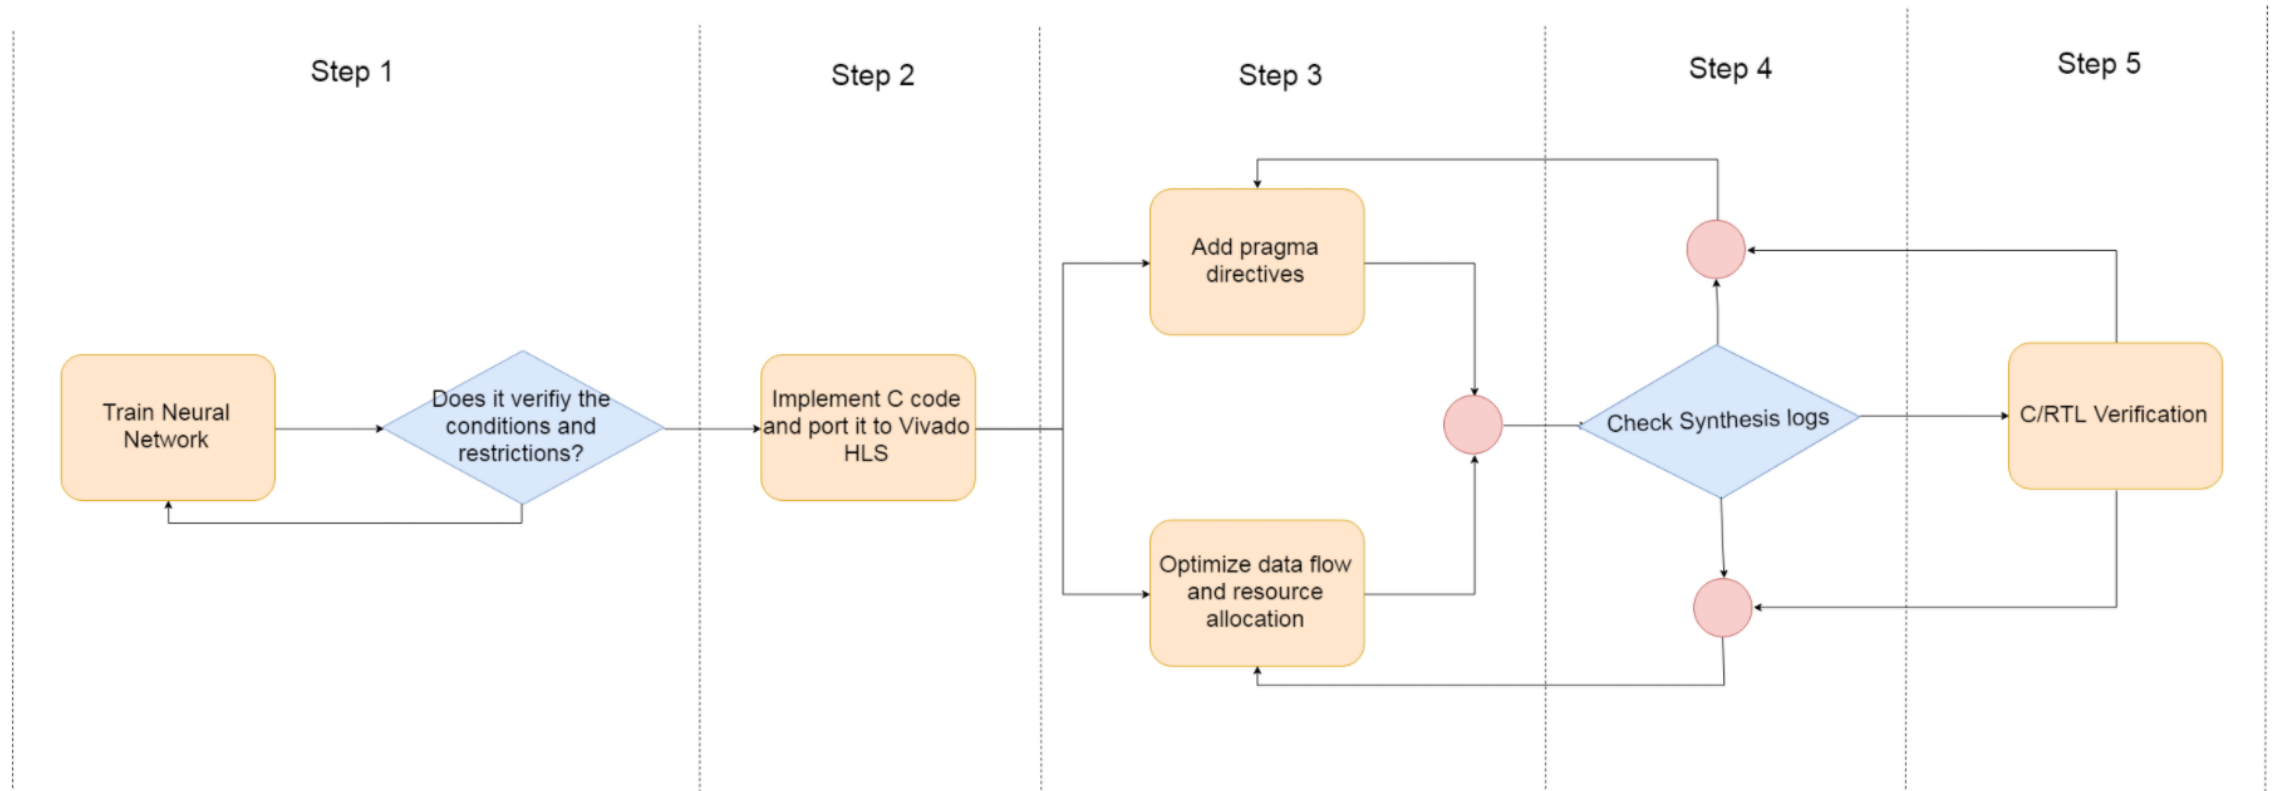 Step 1
Step 2
Step 3
Step 4
Step 5
Train Neural
Network
Does it verifiy the
conditions and
restrictions?
Implement C code
and port it to Vivado
HLS
Add pragma
directives
Optimize data flow
and resource
allocation
Check Synthesis logs
C/RTL Verification